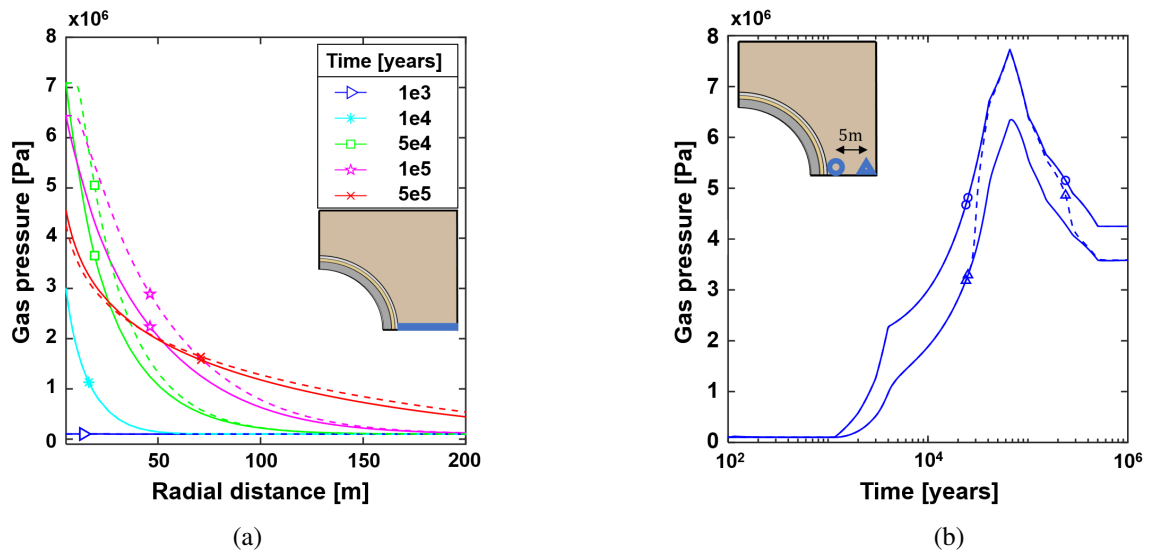 x10⁶
8
7
6
5
4
3
2
1
0
Gas pressure [Pa]
50
100
150
200
Radial distance [m]
Time [years]
1e3
1e4
5e4
1e5
5e5
(a)
x10⁶
8
7
6
5
4
3
2
1
0
Gas pressure [Pa]
5m
10² 10⁴ 10⁶
Time [years]
(b)